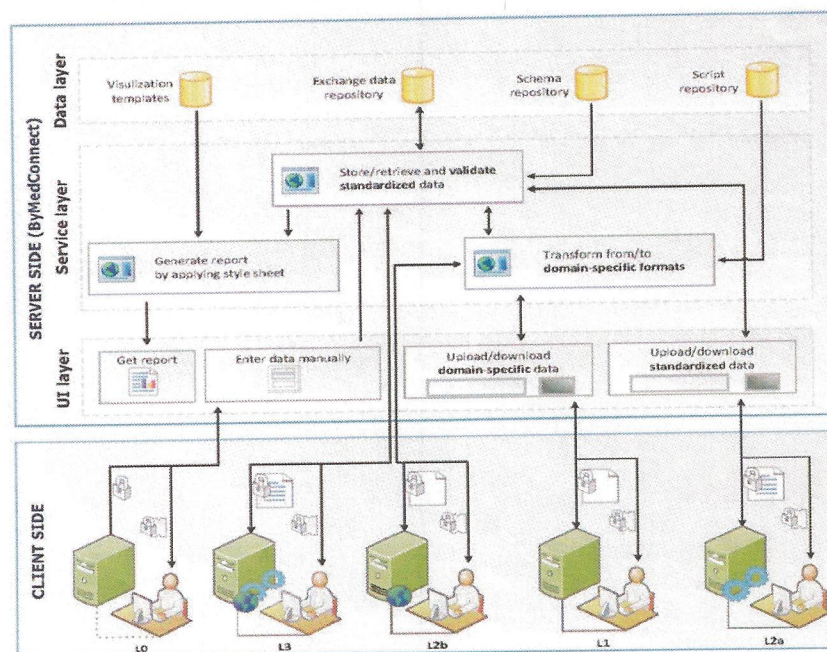 SERVER SIDE (ByMedConnect)
Data layer
Visulization
templates
Exchange data
repository
Schema
repository
Script
repository
Service layer
Store/retrieve and validate
standardized data
Generate report
by applying style sheet
Transform from/to
domain-specific formats
UI layer
Get report
Enter data manually
Upload/download
domain-specific data
Upload/download
standardized data
CLIENT SIDE
L0
L3
L2b
L1
L2a